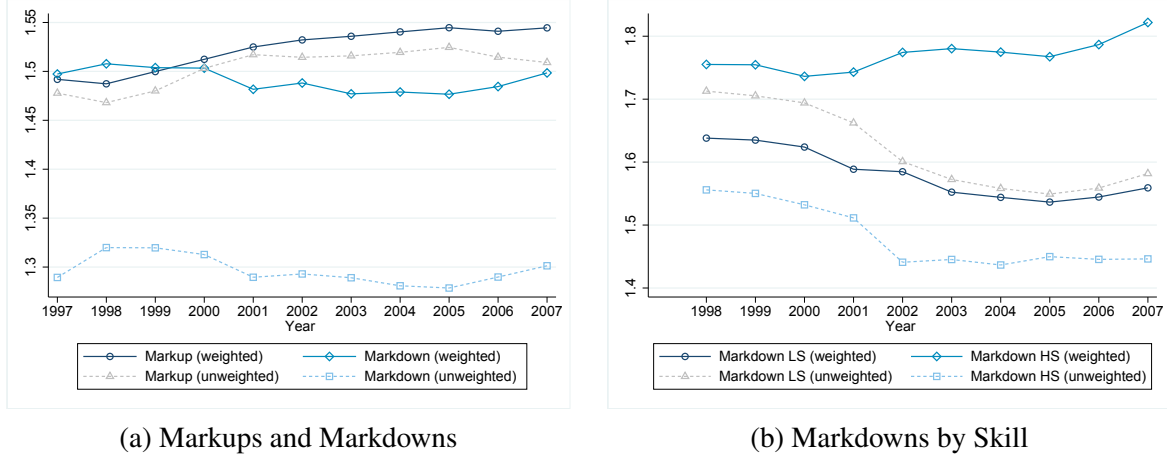 1.55
1.5
1.45
1.4
1.35
1.3
1997 1998 1999 2000 2001 2002 2003 2004 2005 2006 2007
Year
Markup (weighted) Markdown (weighted)
Markup (unweighted) Markdown (unweighted)
(a) Markups and Markdowns
1.8
1.7
1.6
1.5
1.4
1998 1999 2000 2001 2002 2003 2004 2005 2006 2007
Year
Markdown LS (weighted) Markdown HS (weighted)
Markdown LS (unweighted) Markdown HS (unweighted)
(b) Markdowns by Skill